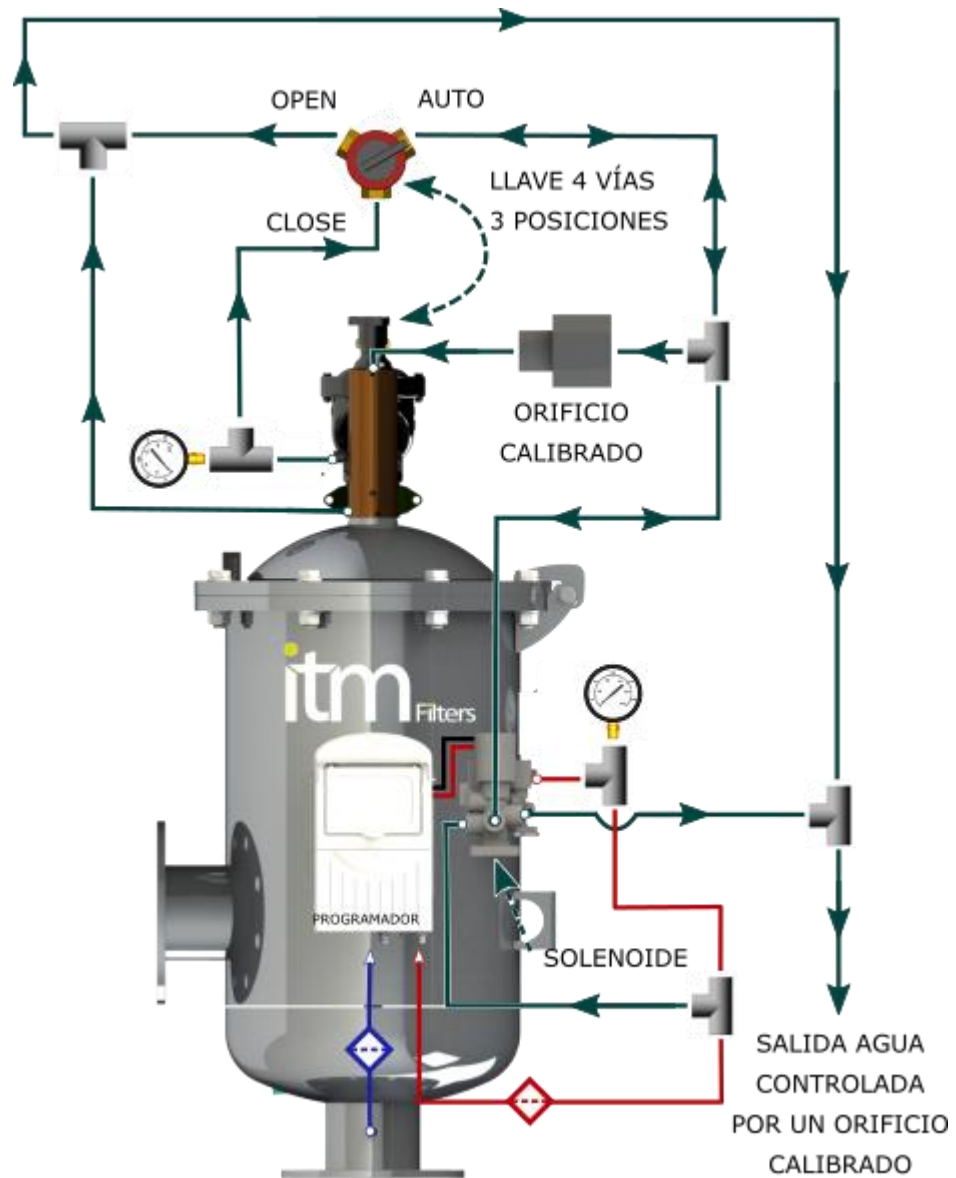 OPEN
AUTO
LLAVE 4 VÍAS
3 POSICIONES
CLOSE
ORIFICIO
CALIBRADO
itm Filters
PROGRAMADOR
SOLENOIDE
SALIDA AGUA
CONTROLADA
POR UN ORIFICIO
CALIBRADO